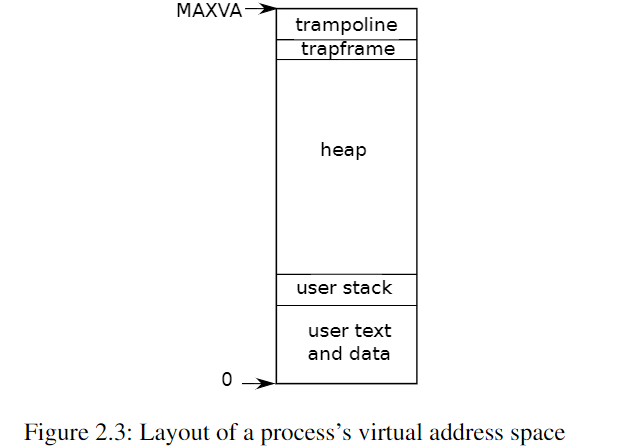 MAXVA
trampoline
trapframe
heap
user stack
user text
and data
0
Figure 2.3: Layout of a process’s virtual address space